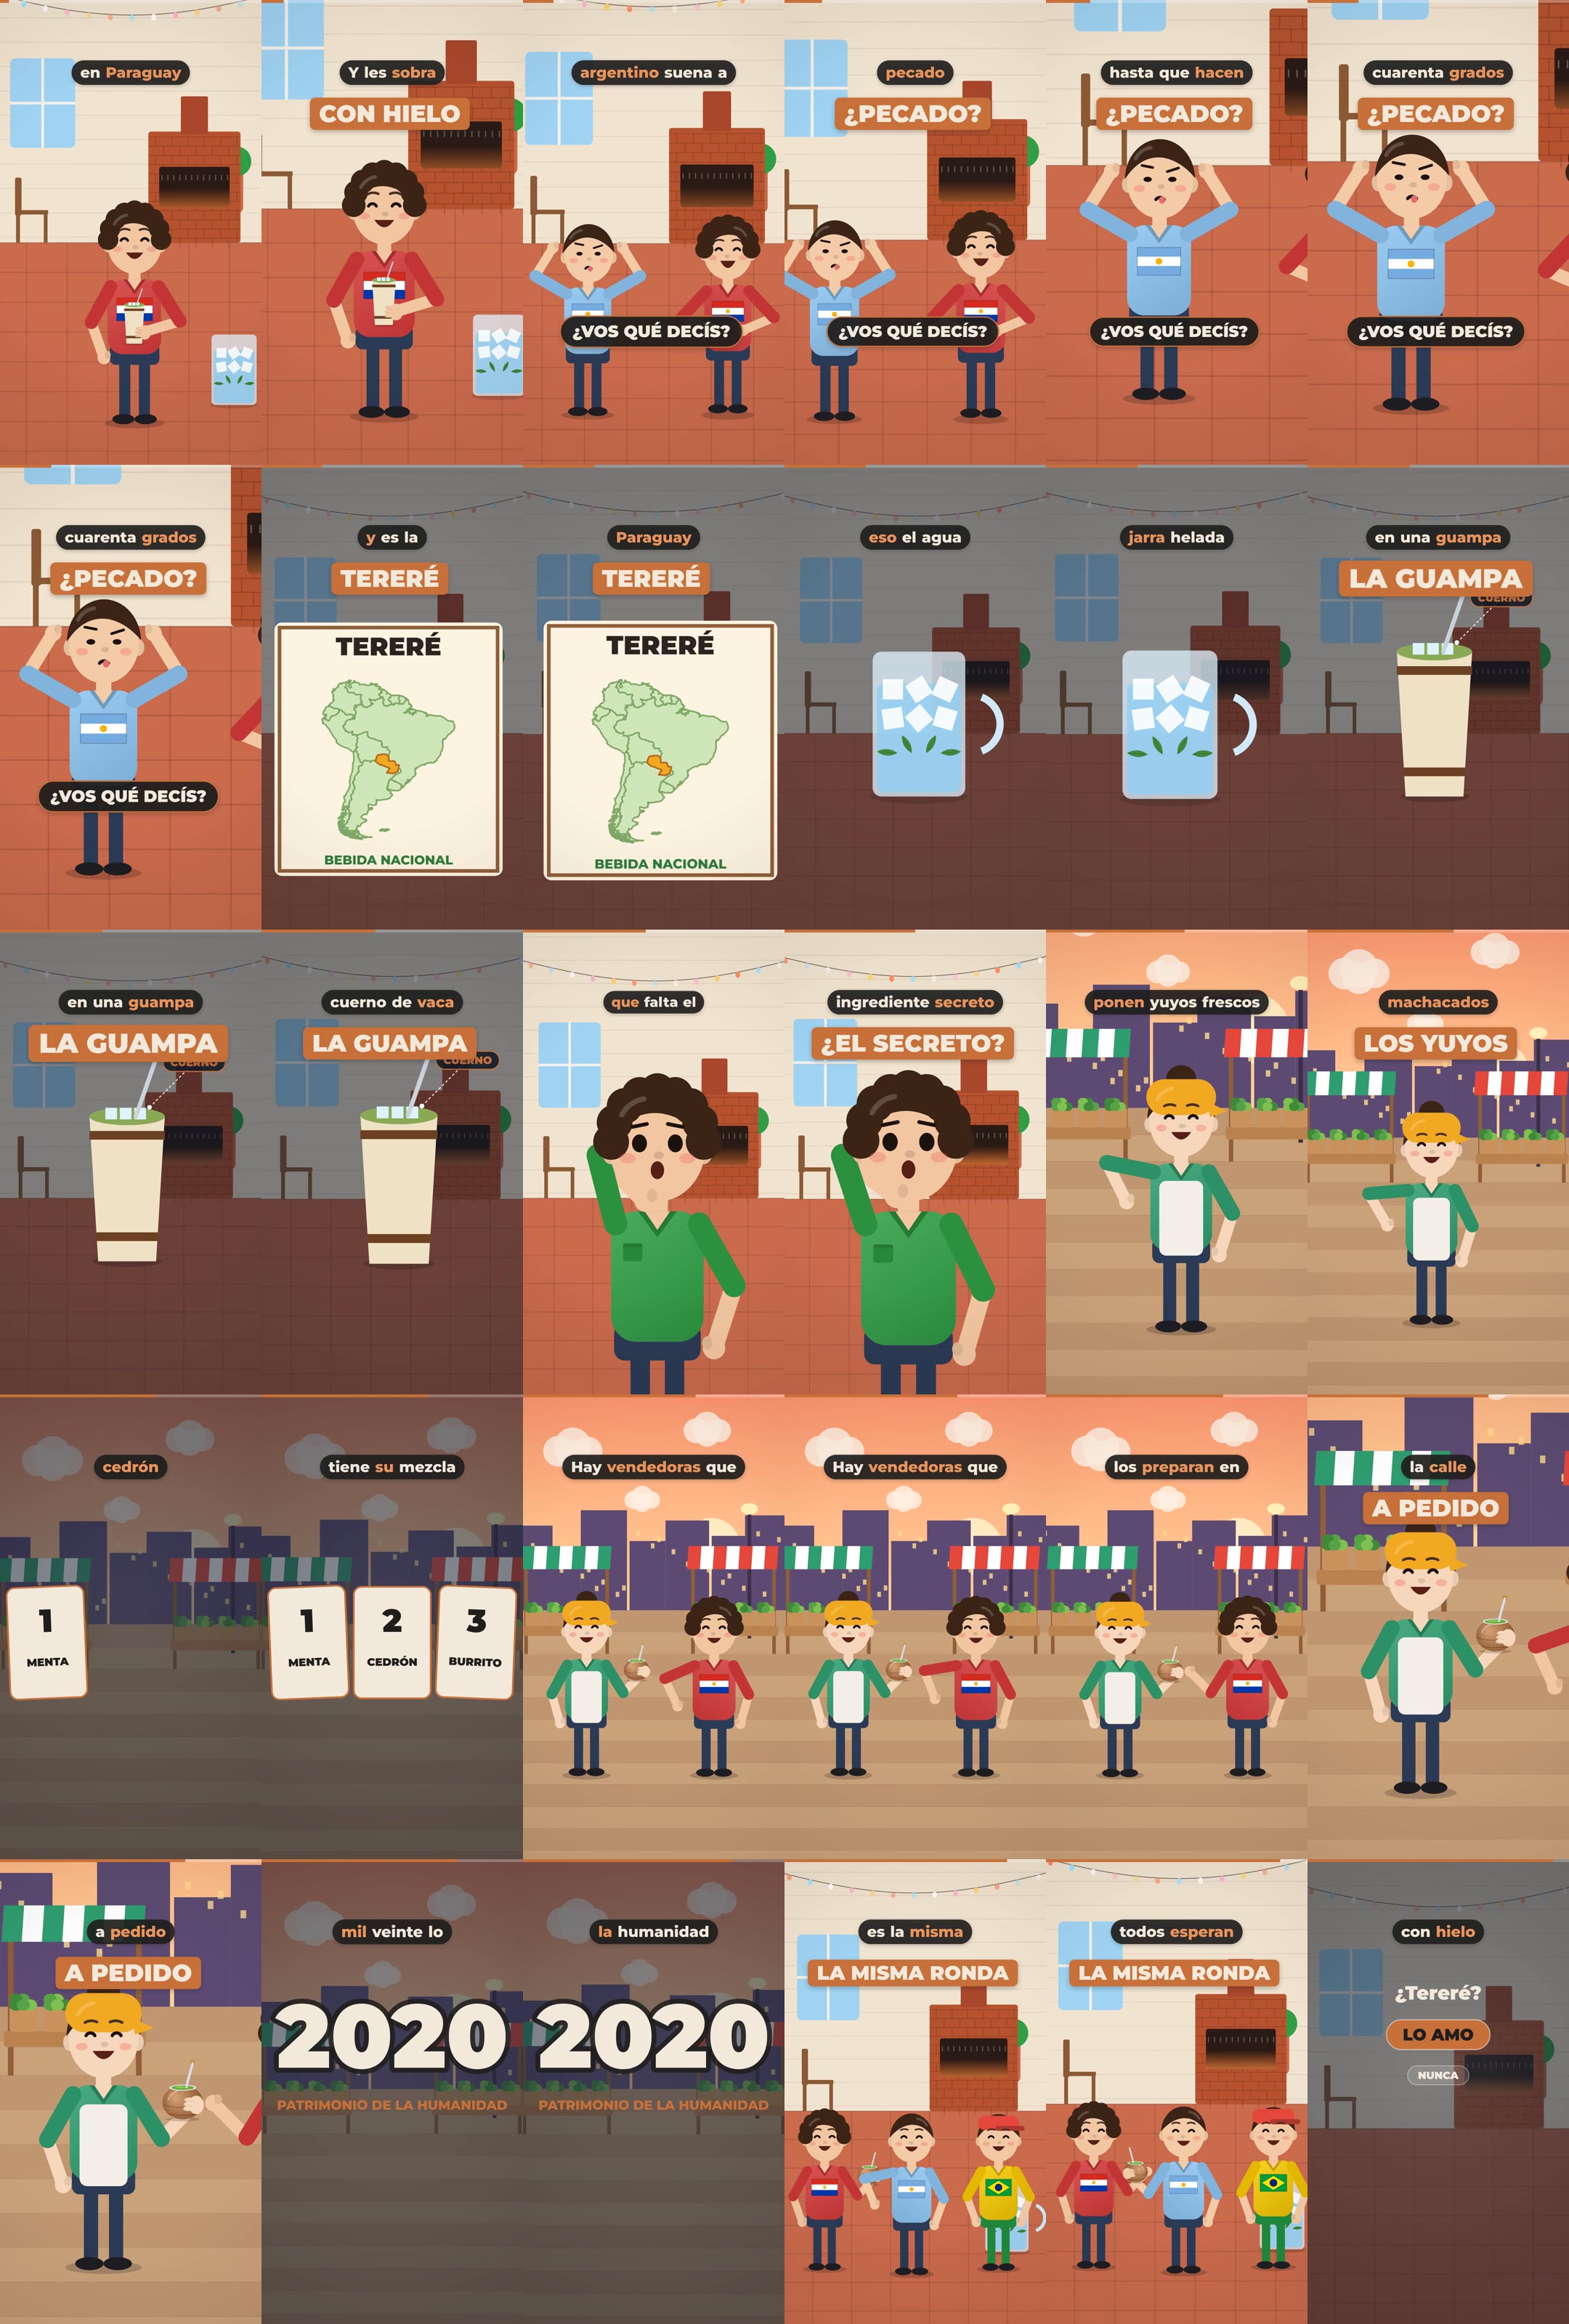 en Paraguay
Y les sobra
CON HIELO
argentino suena a
¿VOS QUÉ DECÍS?
pecado
¿PECADO?
¿VOS QUÉ DECÍS?
hasta que hacen
¿PECADO?
¿VOS QUÉ DECÍS?
cuarenta grados
¿PECADO?
¿VOS QUÉ DECÍS?
cuarenta grados
¿PECADO?
¿VOS QUÉ DECÍS?
y es la
TERERÉ
TERERÉ
BEBIDA NACIONAL
Paraguay
TERERÉ
TERERÉ
BEBIDA NACIONAL
eso el agua
jarra helada
en una guampa
LA GUAMPA
CUERNO
en una guampa
LA GUAMPA
CUERNO
cuerno de vaca
LA GUAMPA
CUERNO
que falta el
ingrediente secreto
¿EL SECRETO?
ponen yuyos frescos
machacados
LOS YUYOS
cedrón
1
MENTA
tiene su mezcla
1
MENTA
2
CEDRÓN
3
BURRITO
Hay vendedoras que
Hay vendedoras que
los preparan en
la calle
A PEDIDO
a pedido
A PEDIDO
mil veinte lo
2020
PATRIMONIO DE LA HUMANIDAD
la humanidad
2020
PATRIMONIO DE LA HUMANIDAD
es la misma
LA MISMA RONDA
todos esperan
LA MISMA RONDA
con hielo
¿Tereré?
LO AMO
NUNCA